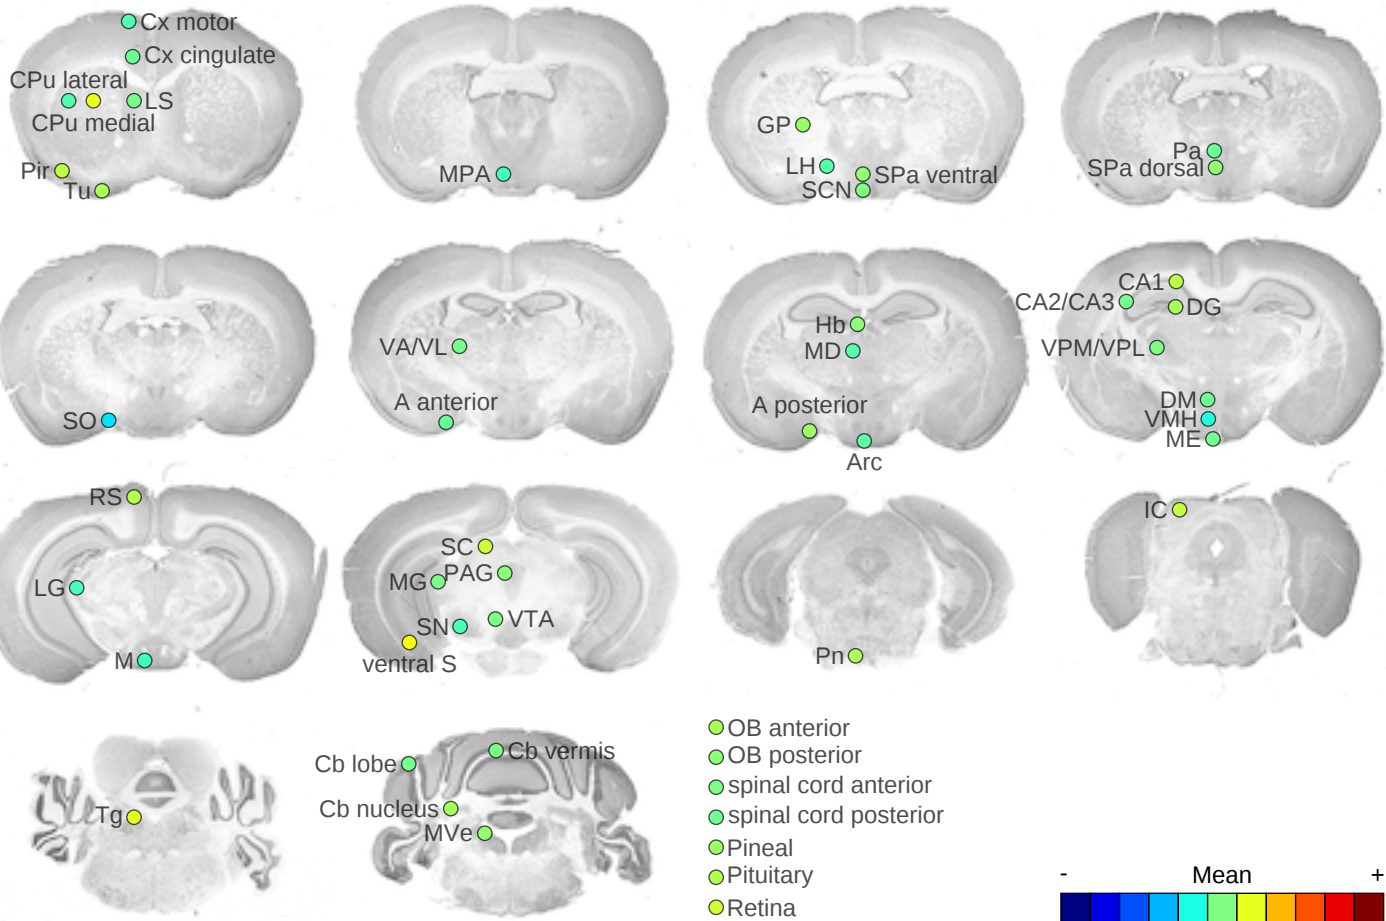 Cx motor
Cx cingulate
CPu lateral
LS
CPu medial
Pir
Tu
MPA
GP
LH
SPa ventral
SCN
Pa
SPa dorsal
SO
VA/VL
A anterior
Hb
MD
A posterior
Arc
CA1
CA2/CA3
DG
VPM/VPL
DM
VMH
ME
RS
LG
M
SC
MG
PAG
SN
VTA
ventral S
Pn
IC
Tg
Cb lobe
Cb vermis
Cb nucleus
MVe
OB anterior
OB posterior
spinal cord anterior
spinal cord posterior
Pineal
Pituitary
Retina
- Mean +